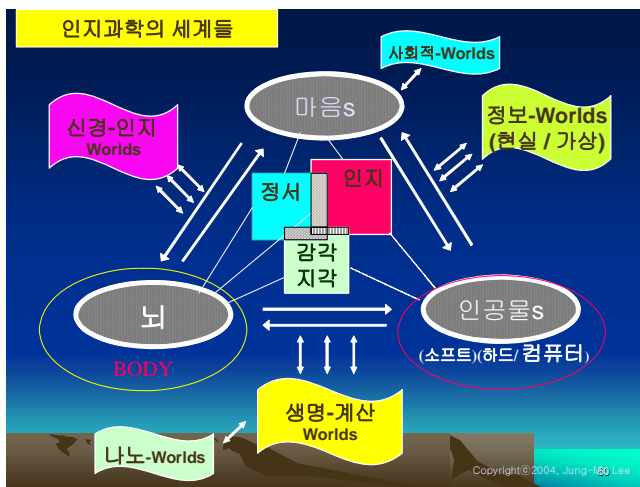 인지과학의 세계들
사회적-Worlds
마음s
정보-Worlds
(현실 / 가상)
신경-인지
Worlds
정서
인지
감각
지각
뇌
BODY
인공물s
(소프트)(하드/ 컴퓨터)
생명-계산
Worlds
나노-Worlds
Copyrightⓒ2004, Jung-Mo Lee